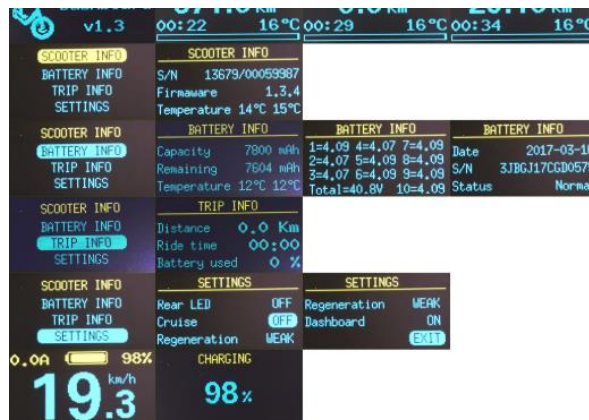 v1.3
00:22 16°C
00:29 16°C
00:34 16°C
SCOOTER INFO
BATTERY INFO
TRIP INFO
SETTINGS
SCOOTER INFO
S/N 13679/00059987
Firmaware 1.3.4
Temperature 14°C 15°C
SCOOTER INFO
BATTERY INFO
TRIP INFO
SETTINGS
BATTERY INFO
Capacity 7800 mAh
Remaining 7604 mAh
Temperature 12°C 12°C
BATTERY INFO
1=4.09 4=4.07 7=4.09
2=4.07 5=4.09 8=4.09
3=4.07 6=4.09 9=4.09
Total=40.8V 10=4.09
BATTERY INFO
Date 2017-03-10
S/N 3JBGJ17CGD057
Status Norma
SCOOTER INFO
BATTERY INFO
TRIP INFO
SETTINGS
TRIP INFO
Distance 0.0 Km
Ride time 00:00
Battery used 0 %
SCOOTER INFO
BATTERY INFO
TRIP INFO
SETTINGS
SETTINGS
Rear LED OFF
Cruise OFF
Regeneration WEAK
SETTINGS
Regeneration WEAK
Dashboard ON
EXIT
0.0A 98%
19.3 km/h
CHARGING
98%